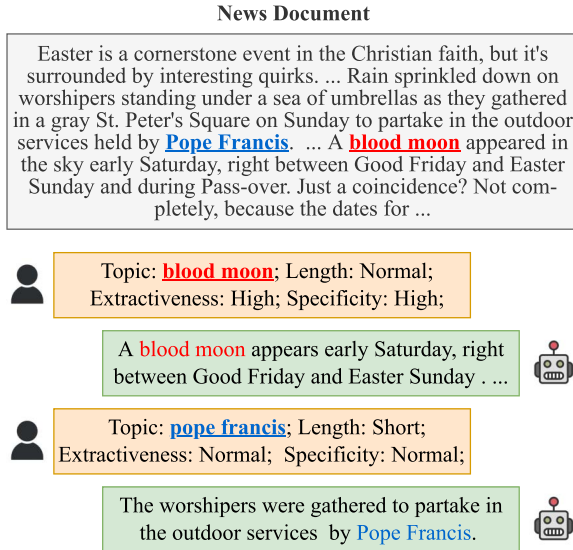 News Document
Easter is a cornerstone event in the Christian faith, but it's
surrounded by interesting quirks. ... Rain sprinkled down on
worshipers standing under a sea of umbrellas as they gathered
in a gray St. Peter's Square on Sunday to partake in the outdoor
services held by Pope Francis. ... A blood moon appeared in
the sky early Saturday, right between Good Friday and Easter
Sunday and during Pass-over. Just a coincidence? Not com-
pletely, because the dates for ...
Topic: blood moon; Length: Normal;
Extractiveness: High; Specificity: High;
A blood moon appears early Saturday, right
between Good Friday and Easter Sunday . ...
Topic: pope francis; Length: Short;
Extractiveness: Normal; Specificity: Normal;
The worshipers were gathered to partake in
the outdoor services by Pope Francis.